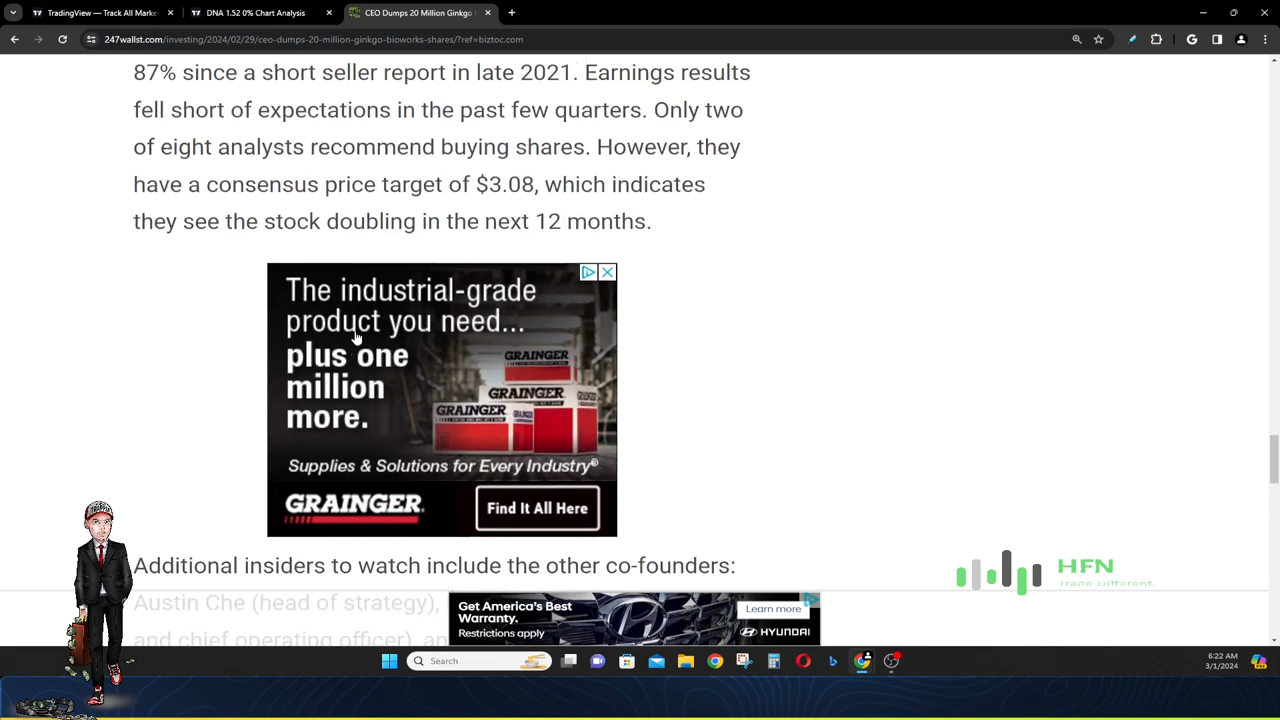 TradingView — Track All Marke
DNA 1.52 0% Chart Analysis
CEO Dumps 20 Million Ginkgo
247wallst.com/investing/2024/02/29/ceo-dumps-20-million-ginkgo-bioworks-shares/?ref=biztoc.com
87% since a short seller report in late 2021. Earnings results
fell short of expectations in the past few quarters. Only two
of eight analysts recommend buying shares. However, they
have a consensus price target of $3.08, which indicates
they see the stock doubling in the next 12 months.
The industrial-grade
product you need...
plus one
million
more.
GRAINGER
GRAINGER
GRAINGER
Supplies & Solutions for Every Industry®
GRAINGER
Find It All Here
Additional insiders to watch include the other co-founders:
Austin Che (head of strategy),
and chief operating officer), an
HFN
Trade Different.
Get America's Best
Warranty.
Restrictions apply
Learn more
HYUNDAI
Search
6:22 AM
3/1/2024